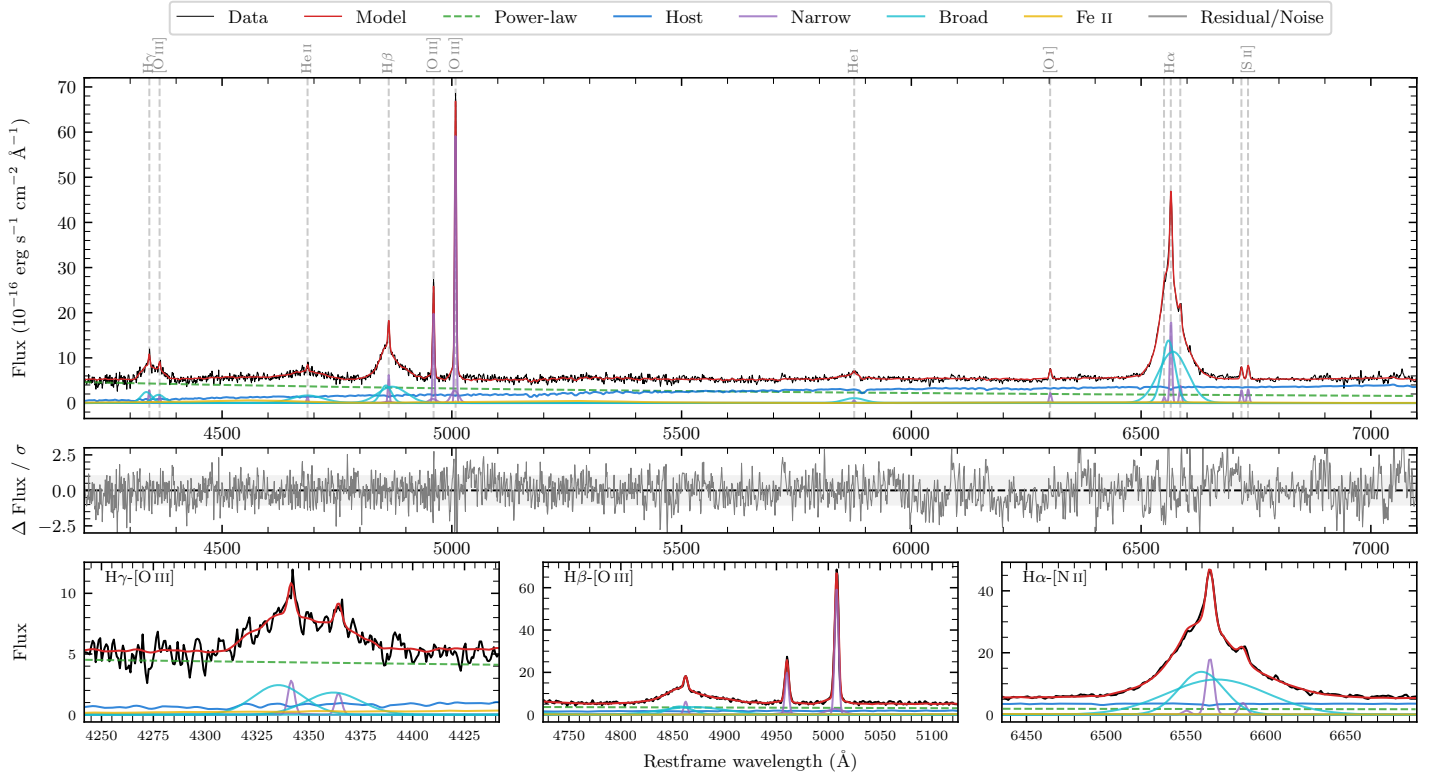 Data Model Power-law Host Narrow Broad Fe II Residual/Noise
Hγ [O III] He II Hβ [O III] [O III] He I [O I] Hα [S II]
Flux (10⁻¹⁶ erg s⁻¹ cm⁻² Å⁻¹)
70
60
50
40
30
20
10
0
4500 5000 5500 6000 6500 7000
Δ Flux / σ
2.5
0.0
−2.5
4500 5000 5500 6000 6500 7000
Flux
Hγ-[O III]
10
5
0
4250 4275 4300 4325 4350 4375 4400 4425
Hβ-[O III]
60
40
20
0
4750 4800 4850 4900 4950 5000 5050 5100
Hα-[N II]
40
20
0
6450 6500 6550 6600 6650
Restframe wavelength (Å)